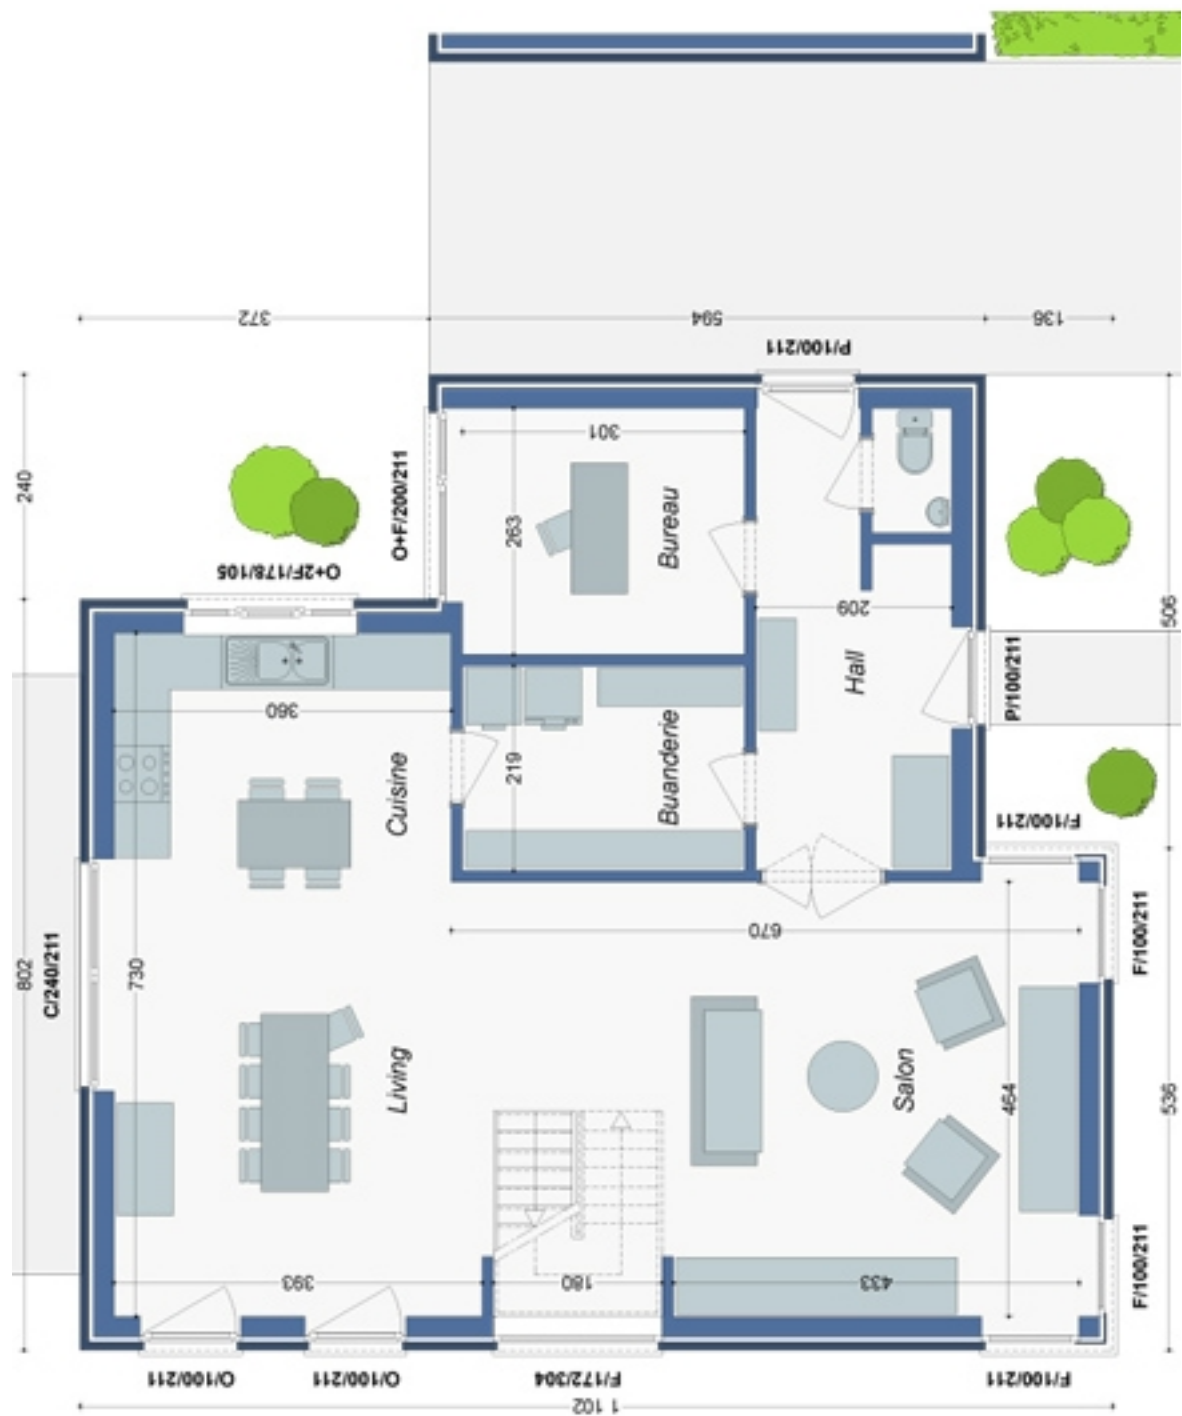 372
594
136
P/100/211
240
O+F/200/211
301
263
Bureau
O+2F/178/105
209
506
360
Hall
P/100/211
Cuisine
219
Buanderie
F/100/211
802
C/240/211
730
670
F/100/211
Living
Salon
464
536
393
180
433
F/100/211
O/100/211
O/100/211
F/172/304
F/100/211
1 102